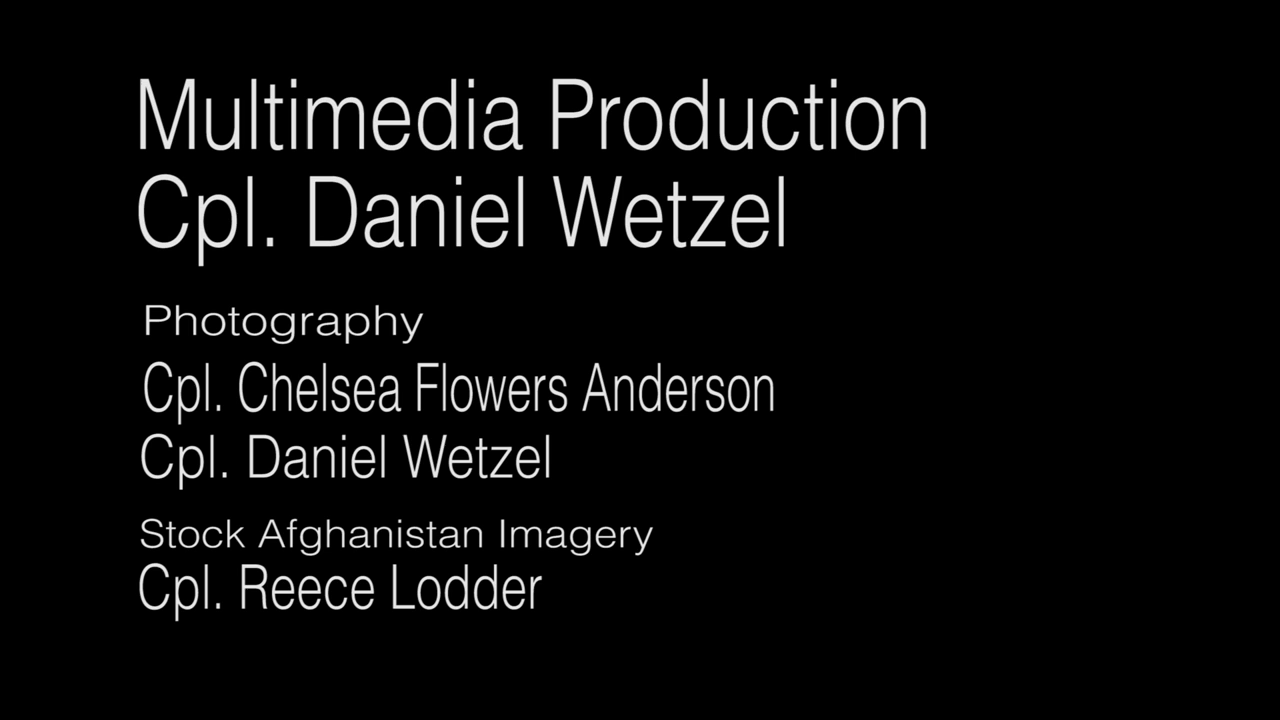 Multimedia Production
Cpl. Daniel Wetzel
Photography
Cpl. Chelsea Flowers Anderson
Cpl. Daniel Wetzel
Stock Afghanistan Imagery
Cpl. Reece Lodder